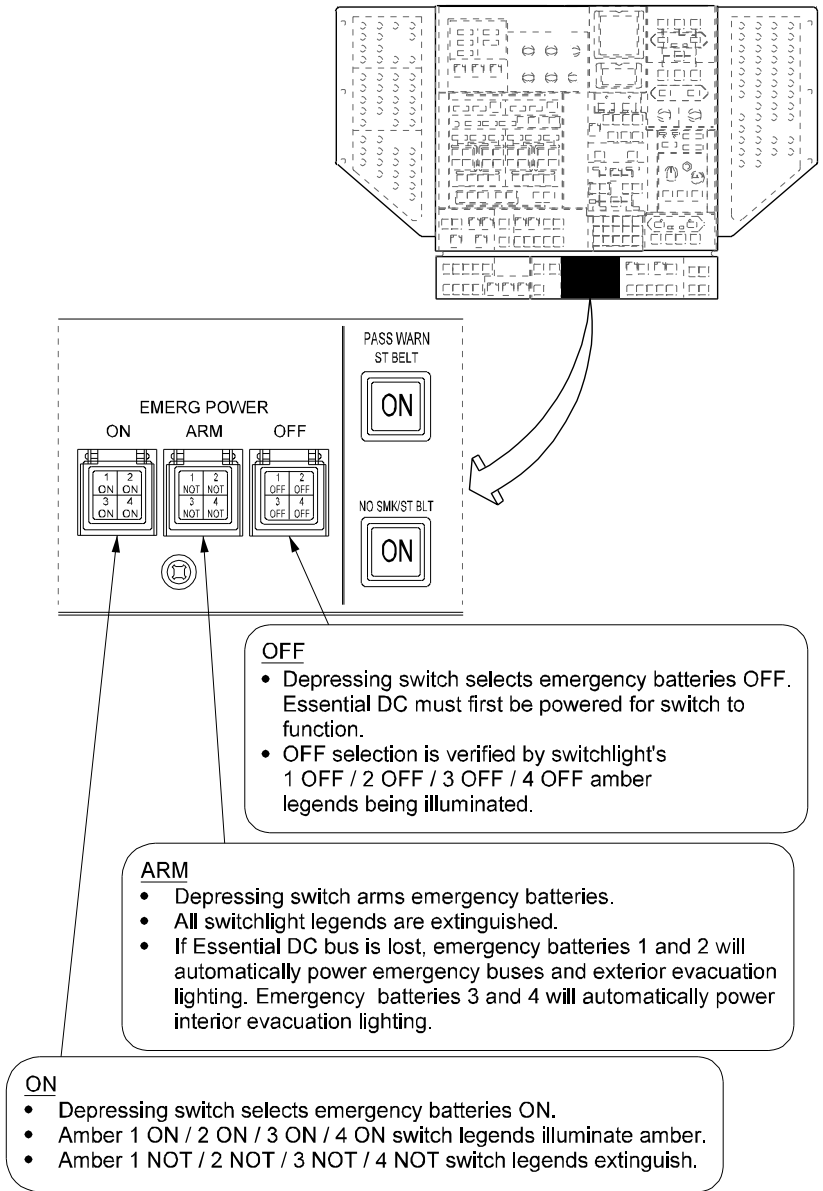 PASS WARN
ST BELT
ON
EMERG POWER
ON ARM OFF
1 ON 2 ON 3 ON 4 ON
1 NOT 2 NOT 3 NOT 4 NOT
1 OFF 2 OFF 3 OFF 4 OFF
NO SMK/ST BLT
ON
OFF
• Depressing switch selects emergency batteries OFF.
Essential DC must first be powered for switch to
function.
• OFF selection is verified by switchlight's
1 OFF / 2 OFF / 3 OFF / 4 OFF amber
legends being illuminated.
ARM
• Depressing switch arms emergency batteries.
• All switchlight legends are extinguished.
• If Essential DC bus is lost, emergency batteries 1 and 2 will
automatically power emergency buses and exterior evacuation
lighting. Emergency batteries 3 and 4 will automatically power
interior evacuation lighting.
ON
• Depressing switch selects emergency batteries ON.
• Amber 1 ON / 2 ON / 3 ON / 4 ON switch legends illuminate amber.
• Amber 1 NOT / 2 NOT / 3 NOT / 4 NOT switch legends extinguish.